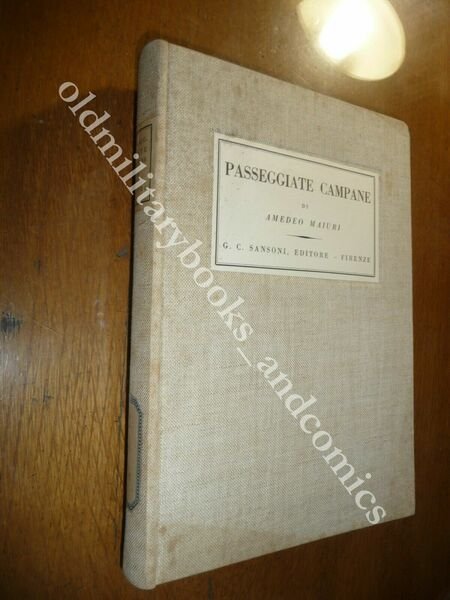 PASSEGGIATE CAMPANE
DI
AMEDEO MAIURI
G. C. SANSONI, EDITORE - FIRENZE
oldmilitarybooks_andcomics